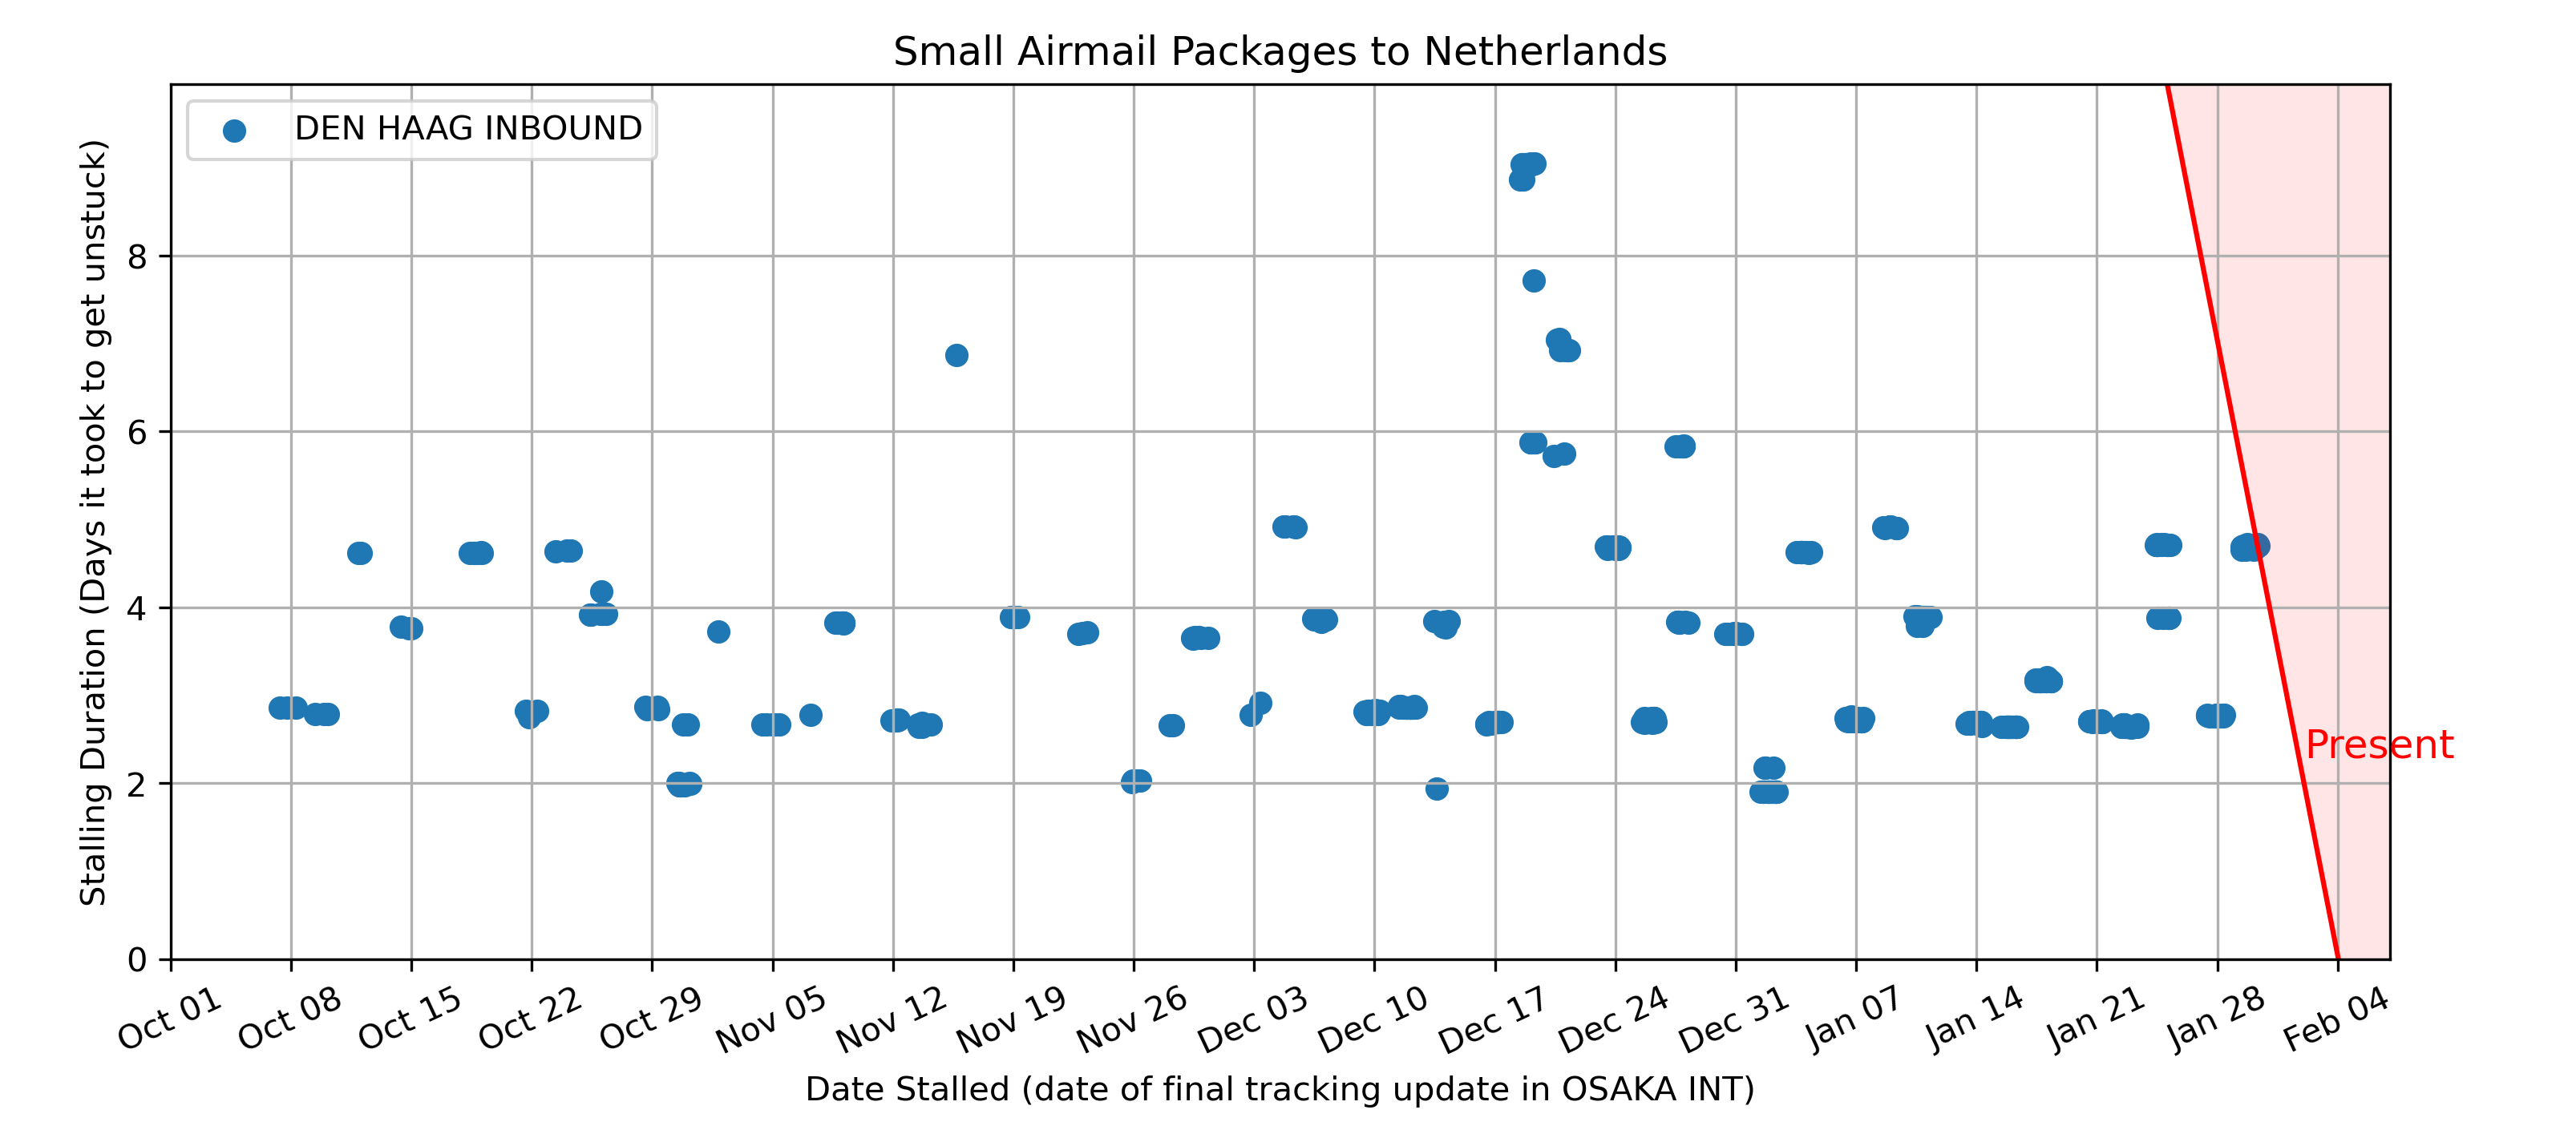 Small Airmail Packages to Netherlands
DEN HAAG INBOUND
Stalling Duration (Days it took to get unstuck)
8
6
4
2
0
Present
Oct 01
Oct 08
Oct 15
Oct 22
Oct 29
Nov 05
Nov 12
Nov 19
Nov 26
Dec 03
Dec 10
Dec 17
Dec 24
Dec 31
Jan 07
Jan 14
Jan 21
Jan 28
Feb 04
Date Stalled (date of final tracking update in OSAKA INT)